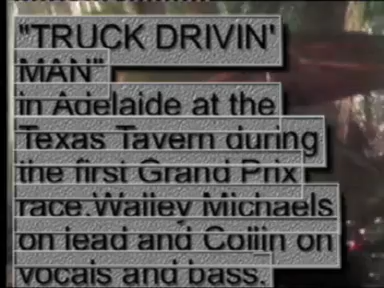 "TRUCK DRIVIN'
MAN"
in Adelaide at the
Texas Tavern during
the first Grand Prix
race.Walley Michaels
on lead and Collin on
vocals and bass.